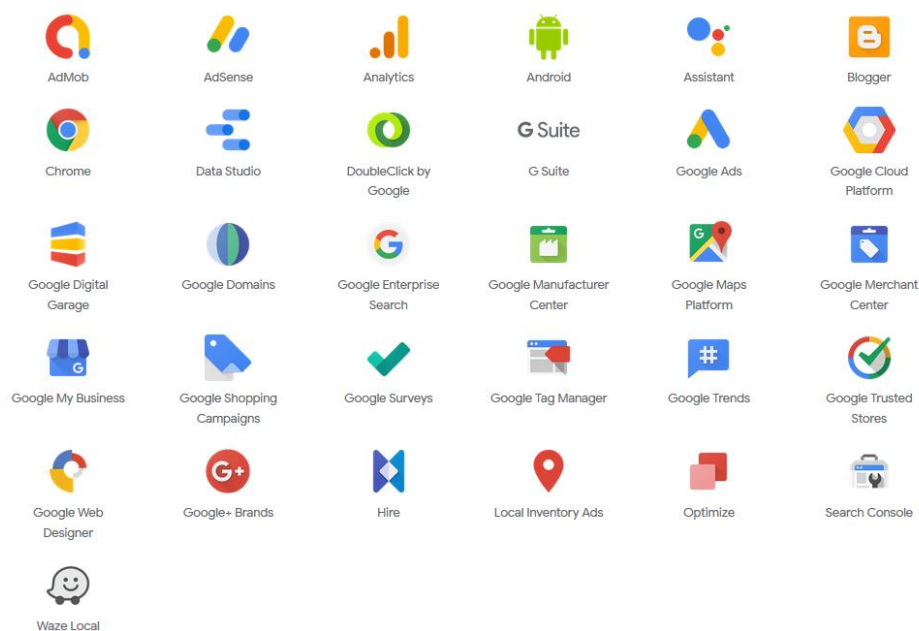 AdMob
AdSense
Analytics
Android
Assistant
Blogger
G Suite
Chrome
Data Studio
DoubleClick by
Google
G Suite
Google Ads
Google Cloud
Platform
G
G
Google Digital
Garage
Google Domains
Google Enterprise
Search
Google Manufacturer
Center
Google Maps
Platform
Google Merchant
Center
G
#
Google My Business
Google Shopping
Campaigns
Google Surveys
Google Tag Manager
Google Trends
Google Trusted
Stores
G+
Google Web
Designer
Google+ Brands
Hire
Local Inventory Ads
Optimize
Search Console
Waze Local